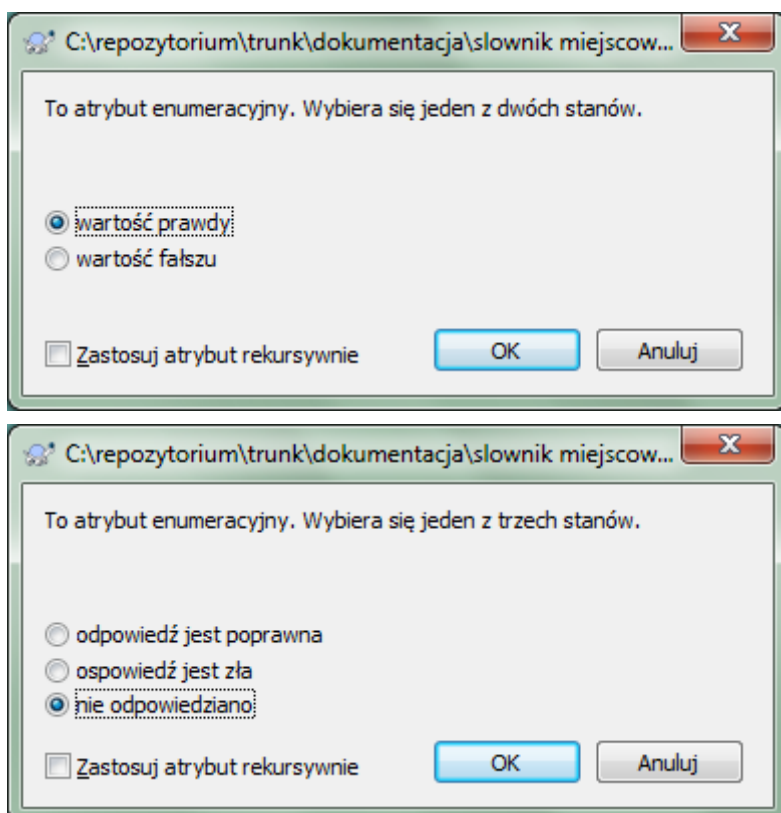 C:\repozytorium\trunk\dokumentacja\slownik miejscow...
To atrybut enumeracyjny. Wybiera się jeden z dwóch stanów.
wartość prawdy
wartość fałszu
Zastosuj atrybut rekursywnie OK Anuluj
C:\repozytorium\trunk\dokumentacja\slownik miejscow...
To atrybut enumeracyjny. Wybiera się jeden z trzech stanów.
odpowiedź jest poprawna
ospowiedź jest zła
nie odpowiedziano
Zastosuj atrybut rekursywnie OK Anuluj